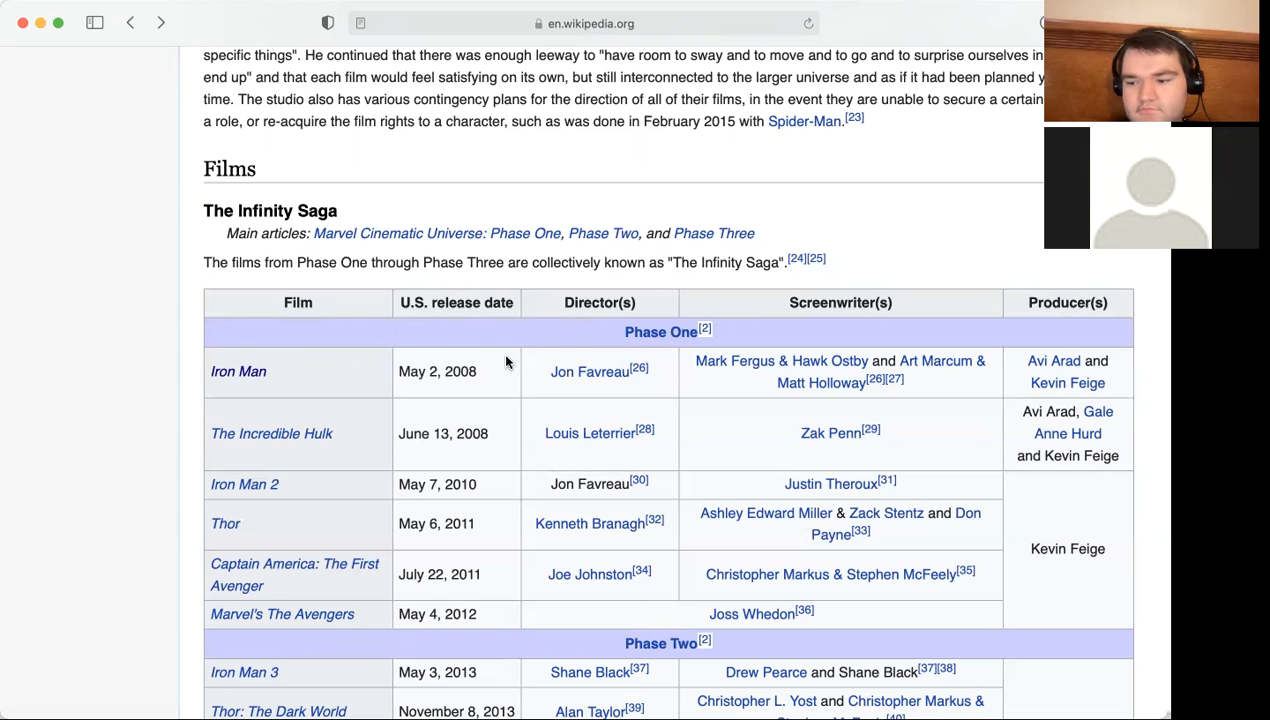 en.wikipedia.org
specific things". He continued that there was enough leeway to "have room to sway and to move and to go and to surprise ourselves in
end up" and that each film would feel satisfying on its own, but still interconnected to the larger universe and as if it had been planned
time. The studio also has various contingency plans for the direction of all of their films, in the event they are unable to secure a certain
a role, or re-acquire the film rights to a character, such as was done in February 2015 with Spider-Man.[23]
Films
The Infinity Saga
Main articles: Marvel Cinematic Universe: Phase One, Phase Two, and Phase Three
The films from Phase One through Phase Three are collectively known as "The Infinity Saga".[24][25]
Film U.S. release date Director(s) Screenwriter(s) Producer(s)
Phase One[2]
Iron Man May 2, 2008 Jon Favreau[26] Mark Fergus & Hawk Ostby and Art Marcum &
Matt Holloway[26][27] Avi Arad and
Kevin Feige
The Incredible Hulk June 13, 2008 Louis Leterrier[28] Zak Penn[29] Avi Arad, Gale
Anne Hurd
and Kevin Feige
Iron Man 2 May 7, 2010 Jon Favreau[30] Justin Theroux[31]
Thor May 6, 2011 Kenneth Branagh[32] Ashley Edward Miller & Zack Stentz and Don
Payne[33]
Kevin Feige
Captain America: The First
Avenger July 22, 2011 Joe Johnston[34] Christopher Markus & Stephen McFeely[35]
Marvel's The Avengers May 4, 2012 Joss Whedon[36]
Phase Two[2]
Iron Man 3 May 3, 2013 Shane Black[37] Drew Pearce and Shane Black[37][38]
Thor: The Dark World November 8, 2013 Alan Taylor[39] Christopher L. Yost and Christopher Markus &